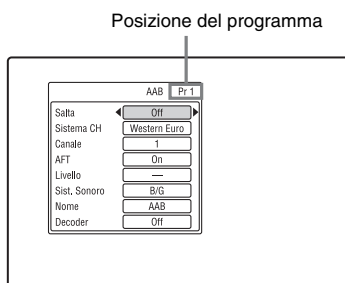 Posizione del programma
AAB Pr 1
Salta Off
Sistema CH Western Euro
Canale 1
AFT On
Livello —
Sist. Sonoro B/G
Nome AAB
Decoder Off